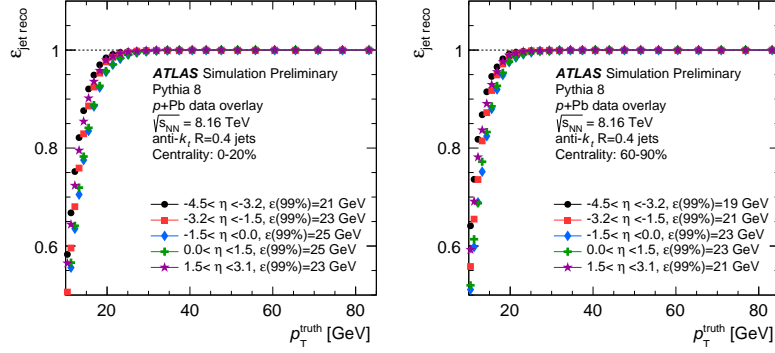 ε_jet reco
1
0.8
0.6
ATLAS Simulation Preliminary
Pythia 8
p+Pb data overlay
√s_NN = 8.16 TeV
anti-k_t R=0.4 jets
Centrality: 0-20%
-4.5< η <-3.2, ε(99%)=21 GeV
-3.2< η <-1.5, ε(99%)=23 GeV
-1.5< η <0.0, ε(99%)=25 GeV
0.0< η <1.5, ε(99%)=25 GeV
1.5< η <3.1, ε(99%)=23 GeV
20 40 60 80
p_T^truth [GeV]
ε_jet reco
1
0.8
0.6
ATLAS Simulation Preliminary
Pythia 8
p+Pb data overlay
√s_NN = 8.16 TeV
anti-k_t R=0.4 jets
Centrality: 60-90%
-4.5< η <-3.2, ε(99%)=19 GeV
-3.2< η <-1.5, ε(99%)=21 GeV
-1.5< η <0.0, ε(99%)=23 GeV
0.0< η <1.5, ε(99%)=23 GeV
1.5< η <3.1, ε(99%)=21 GeV
20 40 60 80
p_T^truth [GeV]